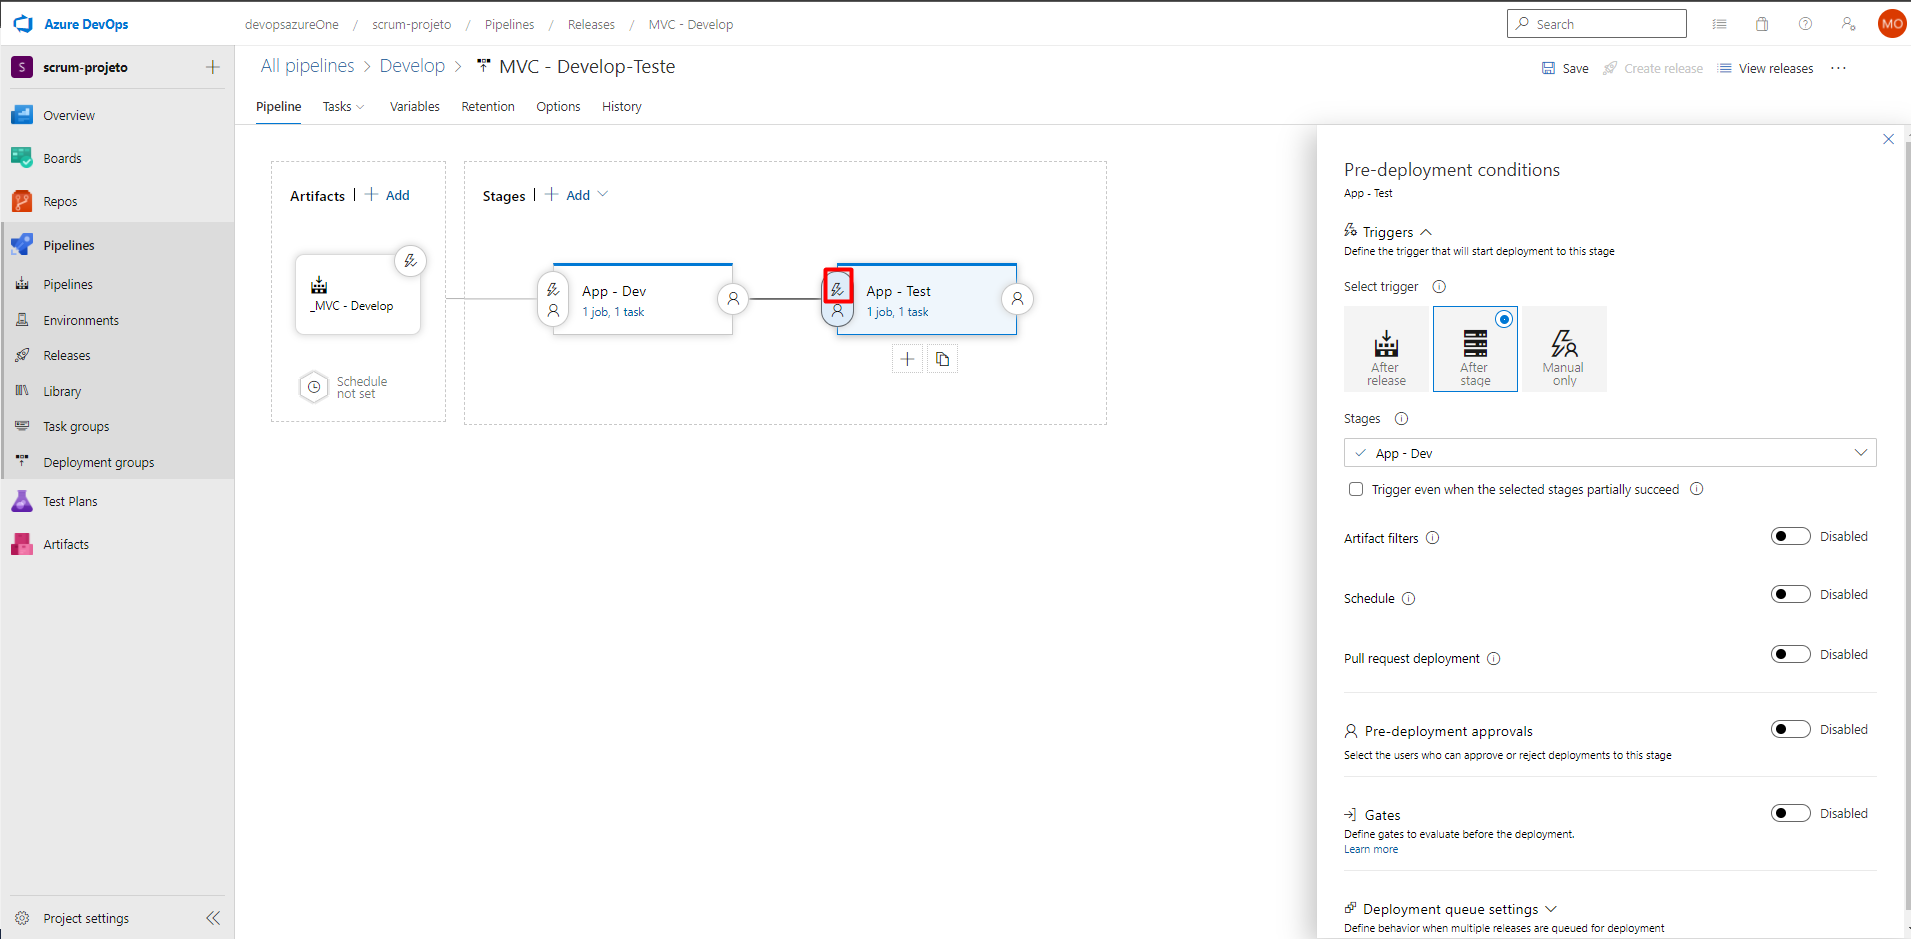 Azure DevOps
devopsazureOne / scrum-projeto / Pipelines / Releases / MVC - Develop
Search
MO
S scrum-projeto
Overview
Boards
Repos
Pipelines
Pipelines
Environments
Releases
Library
Task groups
Deployment groups
Test Plans
Artifacts
Project settings
All pipelines > Develop > MVC - Develop-Teste
Save Create release View releases ...
Pipeline Tasks Variables Retention Options History
Artifacts | + Add
_MVC - Develop
Schedule
not set
Stages | + Add
App - Dev
1 job, 1 task
App - Test
1 job, 1 task
Pre-deployment conditions
App - Test
Triggers
Define the trigger that will start deployment to this stage
Select trigger
After
release
After
stage
Manual
only
Stages
App - Dev
Trigger even when the selected stages partially succeed
Artifact filters Disabled
Schedule Disabled
Pull request deployment Disabled
Pre-deployment approvals Disabled
Select the users who can approve or reject deployments to this stage
Gates Disabled
Define gates to evaluate before the deployment.
Learn more
Deployment queue settings
Define behavior when multiple releases are queued for deployment